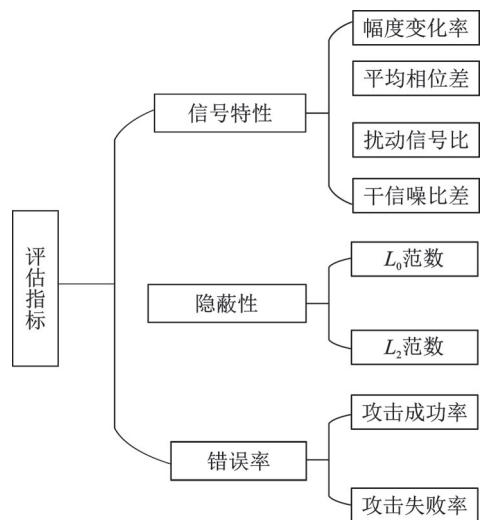 评估指标
信号特性
幅度变化率
平均相位差
扰动信号比
干信噪比差
隐蔽性
L₀范数
L₂范数
错误率
攻击成功率
攻击失败率